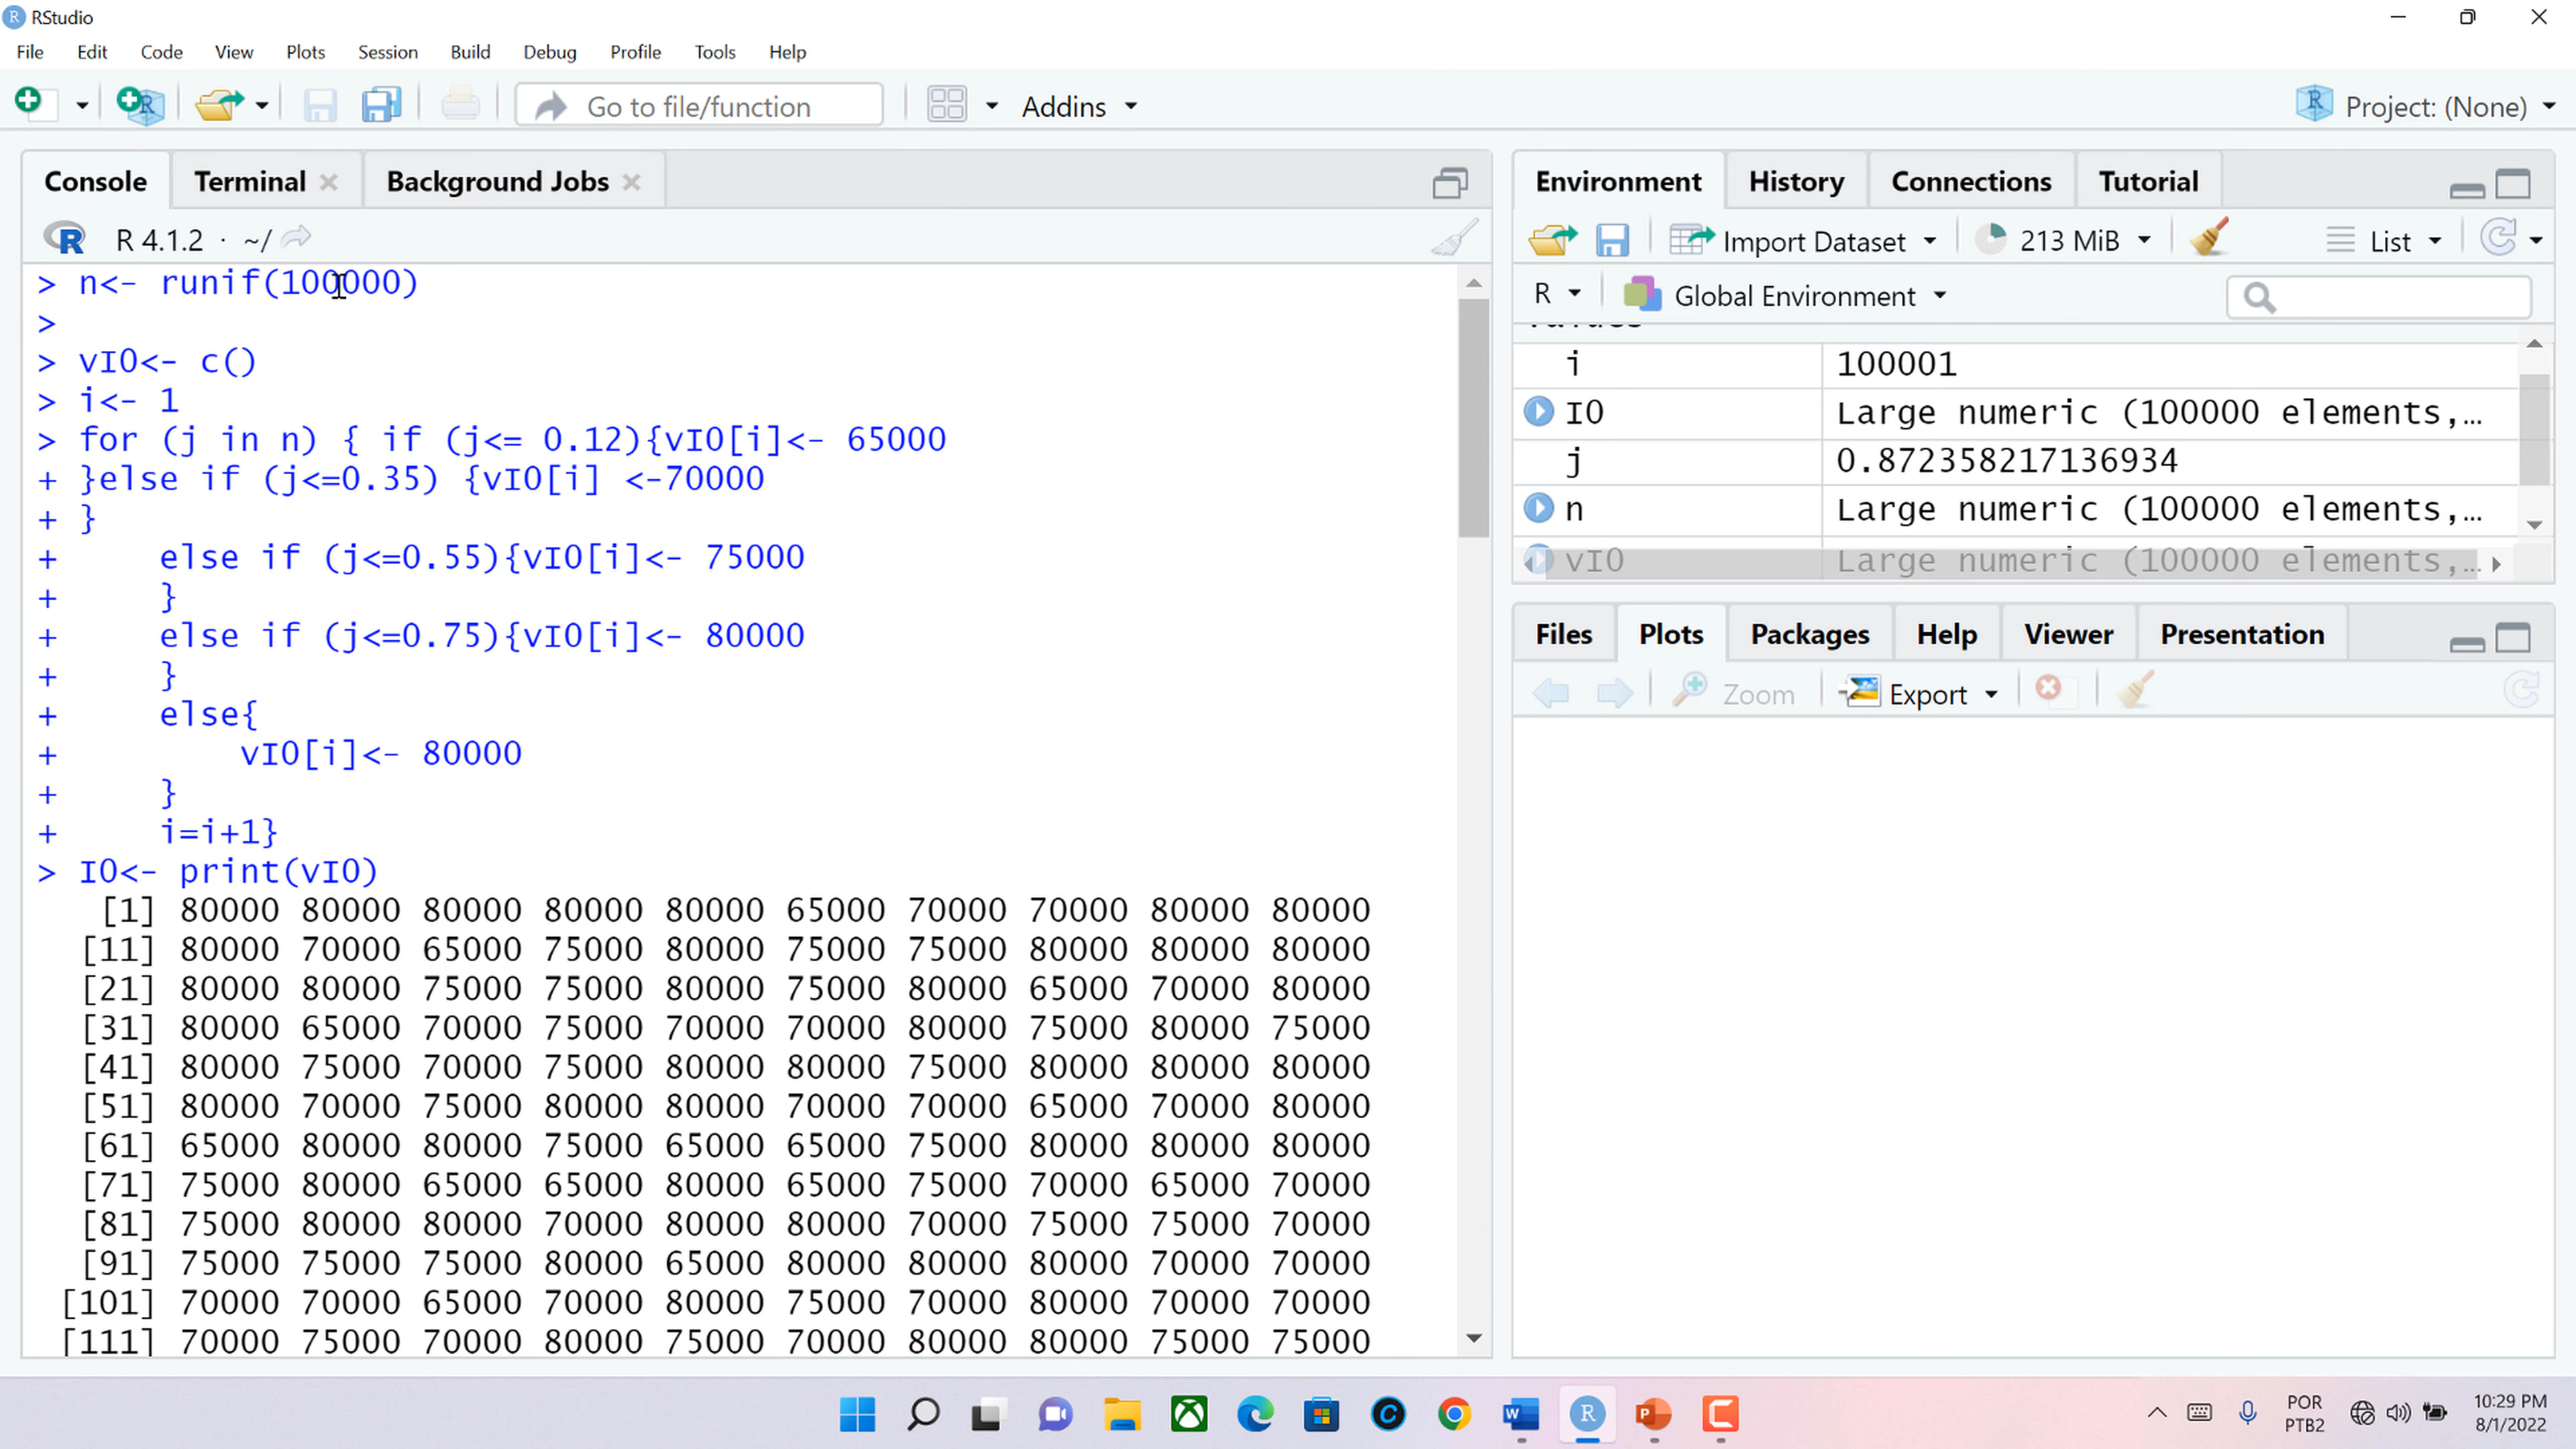 RStudio
File Edit Code View Plots Session Build Debug Profile Tools Help
Go to file/function Addins Project: (None)
Console Terminal Background Jobs
R 4.1.2 · ~/
> n<- runif(100000)
>
> vI0<- c()
> i<- 1
> for (j in n) { if (j<= 0.12){vI0[i]<- 65000
+ }else if (j<=0.35) {vI0[i] <-70000
+ }
+     else if (j<=0.55){vI0[i]<- 75000
+     }
+     else if (j<=0.75){vI0[i]<- 80000
+     }
+     else{
+         vI0[i]<- 80000
+     }
+     i=i+1}
> I0<- print(vI0)
[1] 80000 80000 80000 80000 80000 65000 70000 70000 80000 80000
[11] 80000 70000 65000 75000 80000 75000 75000 80000 80000 80000
[21] 80000 80000 75000 75000 80000 75000 80000 65000 70000 80000
[31] 80000 65000 70000 75000 70000 70000 80000 75000 80000 75000
[41] 80000 75000 70000 75000 80000 80000 75000 80000 80000 80000
[51] 80000 70000 75000 80000 80000 70000 70000 65000 70000 80000
[61] 65000 80000 80000 75000 65000 65000 75000 80000 80000 80000
[71] 75000 80000 65000 65000 80000 65000 75000 70000 65000 70000
[81] 75000 80000 80000 70000 80000 80000 70000 75000 75000 70000
[91] 75000 75000 75000 80000 65000 80000 80000 80000 70000 70000
[101] 70000 70000 65000 70000 80000 75000 70000 80000 70000 70000
[111] 70000 75000 70000 80000 75000 70000 80000 80000 75000 75000
Environment History Connections Tutorial
Import Dataset 213 MiB List
R Global Environment
Values
i 100001
I0 Large numeric (100000 elements,…
j 0.872358217136934
n Large numeric (100000 elements,…
vI0 Large numeric (100000 elements,…
Files Plots Packages Help Viewer Presentation
Zoom Export
POR
PTB2
10:29 PM
8/1/2022